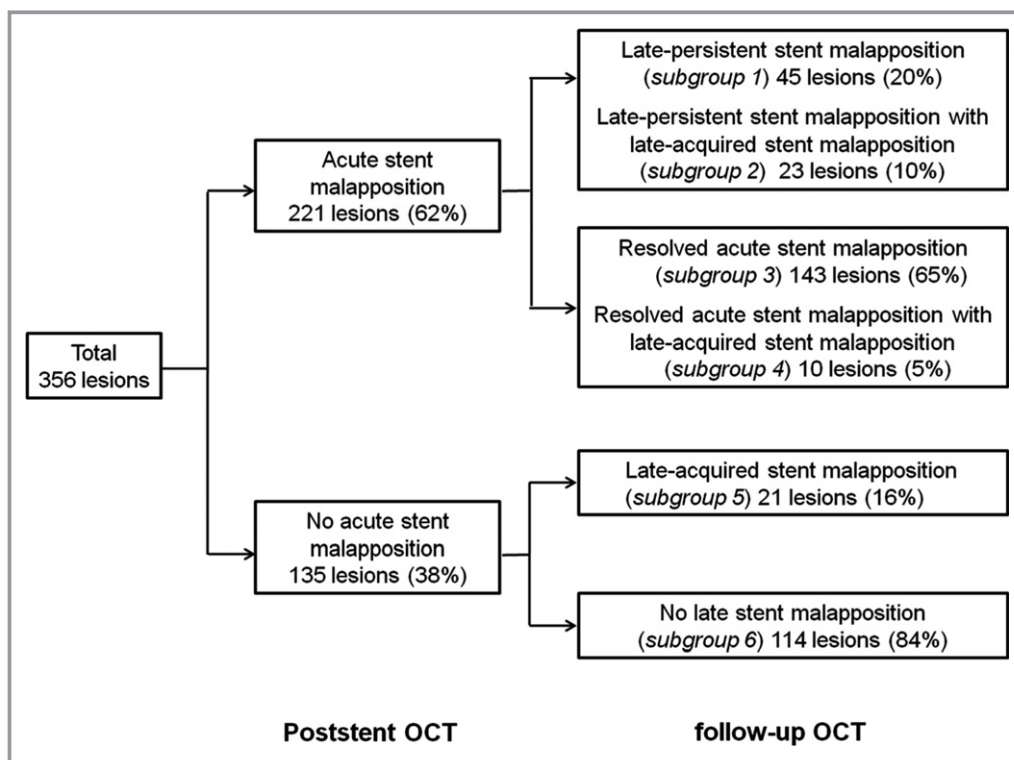 Total
356 lesions
Acute stent
malapposition
221 lesions (62%)
No acute stent
malapposition
135 lesions (38%)
Late-persistent stent malapposition
(subgroup 1) 45 lesions (20%)
Late-persistent stent malapposition with
late-acquired stent malapposition
(subgroup 2) 23 lesions (10%)
Resolved acute stent malapposition
(subgroup 3) 143 lesions (65%)
Resolved acute stent malapposition with
late-acquired stent malapposition
(subgroup 4) 10 lesions (5%)
Late-acquired stent malapposition
(subgroup 5) 21 lesions (16%)
No late stent malapposition
(subgroup 6) 114 lesions (84%)
Poststent OCT
follow-up OCT